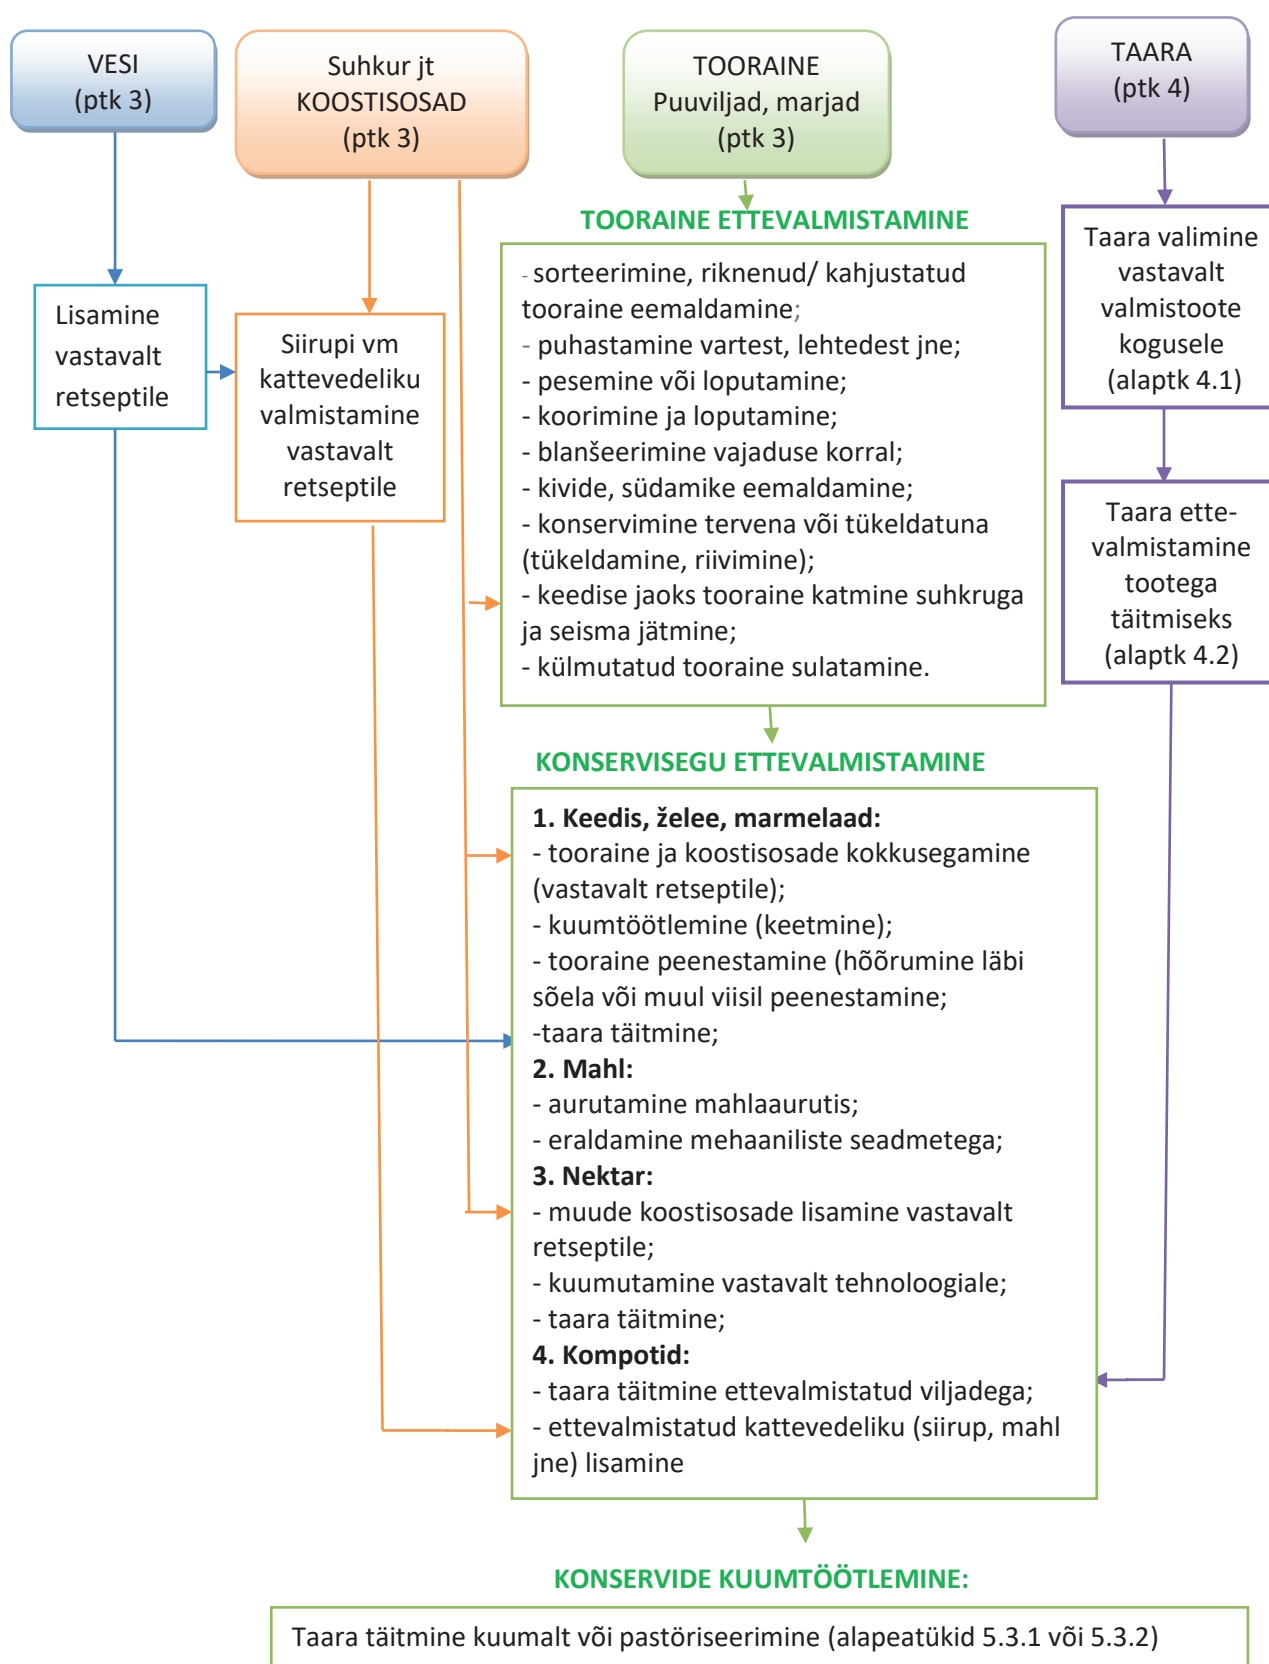 VESI
(ptk 3)
Suhkur jt
KOOSTISOSAD
(ptk 3)
TOORAINE
Puuviljad, marjad
(ptk 3)
TAARA
(ptk 4)
Lisamine
vastavalt
retseptile
Siirupi vm
kattevedeliku
valmistamine
vastavalt
retseptile
TOORAINE ETTEVALMISTAMINE
- sorteerimine, riknenud/ kahjustatud
tooraine eemaldamine;
- puhastamine vartest, lehtedest jne;
- pesemine või loputamine;
- koorimine ja loputamine;
- blanšeerimine vajaduse korral;
- kivide, südamike eemaldamine;
- konservimine tervena või tükeldatuna
(tükeldamine, riivimine);
- keedise jaoks tooraine katmine suhkruga
ja seisma jätmine;
- külmutatud tooraine sulatamine.
Taara valimine
vastavalt
valmistoote
kogusele
(alaptk 4.1)
Taara ette-
valmistamine
tootega
täitmiseks
(alaptk 4.2)
KONSERVISEGU ETTEVALMISTAMINE
1. Keedis, želee, marmelaad:
- tooraine ja koostisosade kokkusegamine
(vastavalt retseptile);
- kuumtöötlemine (keetmine);
- tooraine peenestamine (hõõrumine läbi
sõela või muul viisil peenestamine;
-taara täitmine;
2. Mahl:
- aurutamine mahlaaurutis;
- eraldamine mehaaniliste seadmetega;
3. Nektar:
- muude koostisosade lisamine vastavalt
retseptile;
- kuumutamine vastavalt tehnoloogiale;
- taara täitmine;
4. Kompotid:
- taara täitmine ettevalmistatud viljadega;
- ettevalmistatud kattevedeliku (siirup, mahl
jne) lisamine
KONSERVIDE KUUMTÖÖTLEMINE:
Taara täitmine kuumalt või pastöriseerimine (alapeatükid 5.3.1 või 5.3.2)